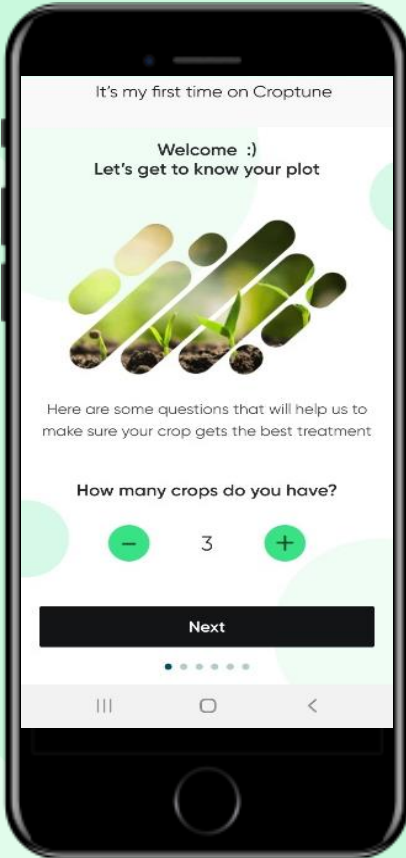 It's my first time on Croptune
Welcome :)
Let's get to know your plot
Here are some questions that will help us to
make sure your crop gets the best treatment
How many crops do you have?
− 3 +
Next